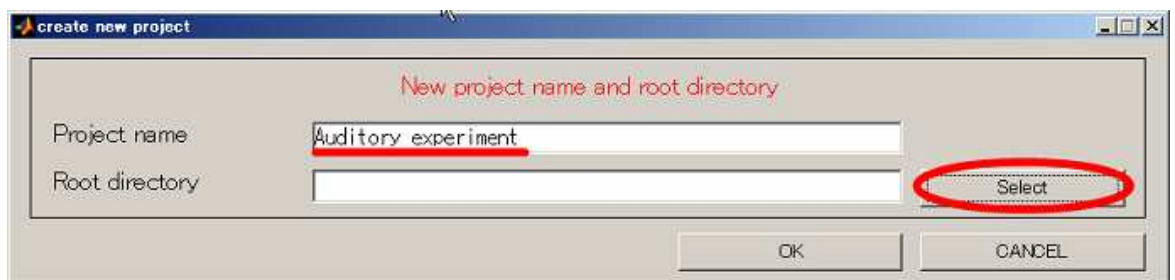 create new project
New project name and root directory
Project name Auditory experiment
Root directory Select
OK CANCEL